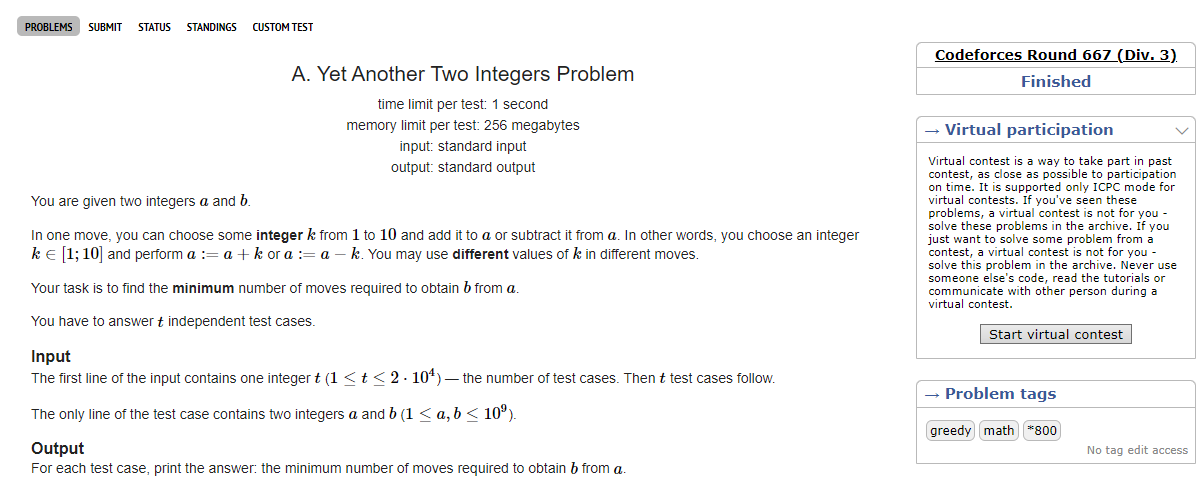 PROBLEMS SUBMIT STATUS STANDINGS CUSTOM TEST
A. Yet Another Two Integers Problem
time limit per test: 1 second
memory limit per test: 256 megabytes
input: standard input
output: standard output
You are given two integers a and b.
In one move, you can choose some integer k from 1 to 10 and add it to a or subtract it from a. In other words, you choose an integer
k ∈ [1; 10] and perform a := a + k or a := a − k. You may use different values of k in different moves.
Your task is to find the minimum number of moves required to obtain b from a.
You have to answer t independent test cases.
Input
The first line of the input contains one integer t (1 ≤ t ≤ 2 · 10⁴) — the number of test cases. Then t test cases follow.
The only line of the test case contains two integers a and b (1 ≤ a, b ≤ 10⁹).
Output
For each test case, print the answer: the minimum number of moves required to obtain b from a.
Codeforces Round 667 (Div. 3)
Finished
→ Virtual participation
Virtual contest is a way to take part in past
contest, as close as possible to participation
on time. It is supported only ICPC mode for
virtual contests. If you've seen these
problems, a virtual contest is not for you -
solve these problems in the archive. If you
just want to solve some problem from a
contest, a virtual contest is not for you -
solve this problem in the archive. Never use
someone else's code, read the tutorials or
communicate with other person during a
virtual contest.
Start virtual contest
→ Problem tags
greedy math *800
No tag edit access